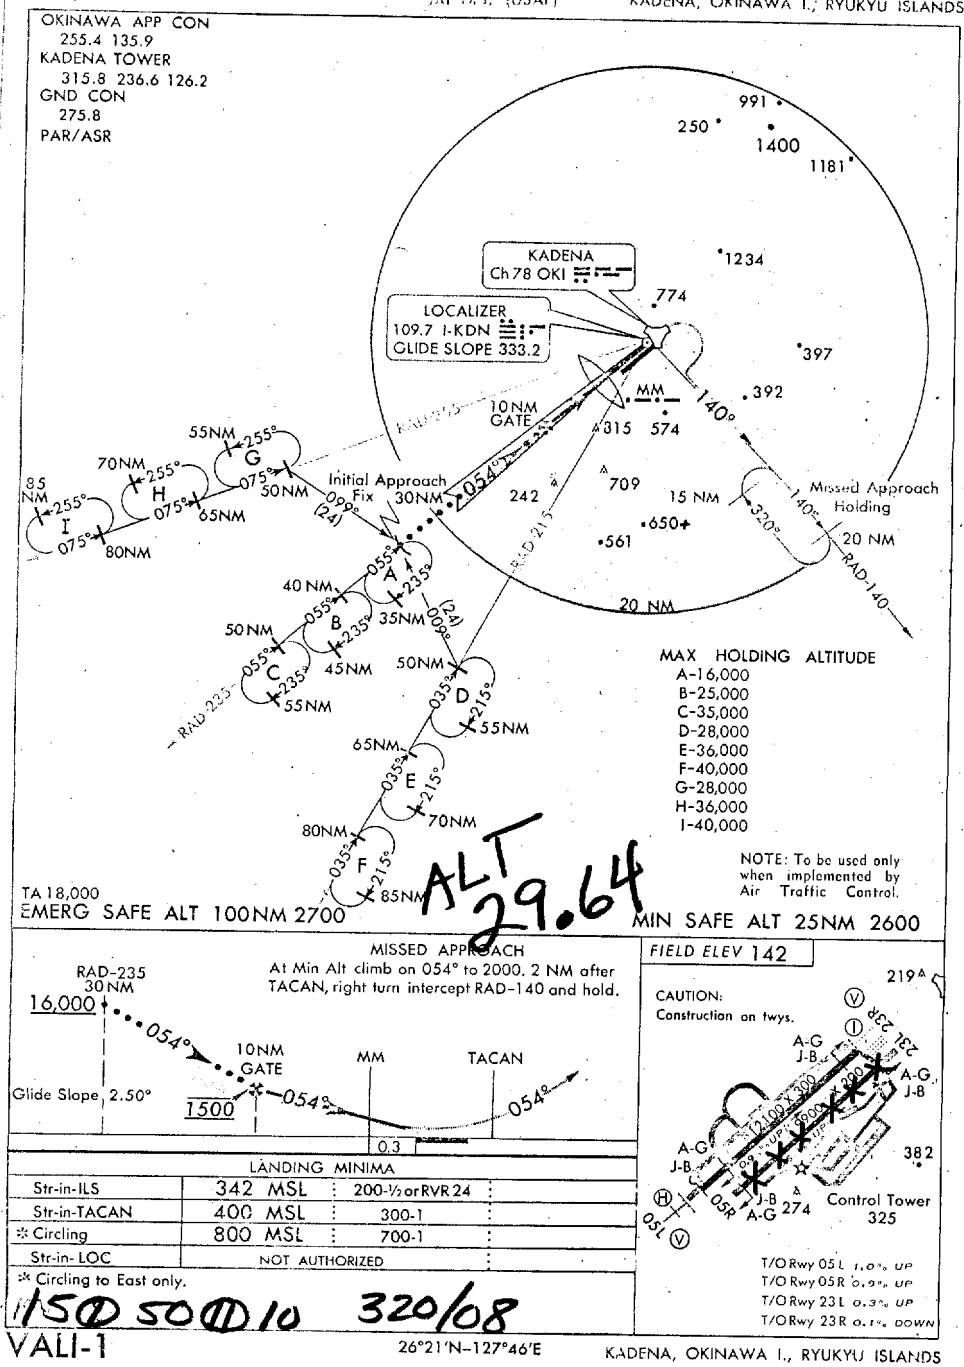 KADENA, OKINAWA I., RYUKYU ISLANDS
OKINAWA APP CON
255.4 135.9
KADENA TOWER
315.8 236.6 126.2
GND CON
275.8
PAR/ASR
991
250
1400
1181
1234
KADENA
Ch 78 OKI
774
LOCALIZER
109.7 I-KDN
GLIDE SLOPE 333.2
397
392
MM
140°
10 NM
GATE
315
574
RAD-255
55NM
255°
G
075°
50NM
70NM
255°
H
075°
65NM
85
NM
255°
I
075°
80NM
Initial Approach
Fix
30NM
054°
099°
(24)
242
709
15 NM
Missed Approach
Holding
140°
320°
650
561
20 NM
RAD-215
RAD-140
20 NM
055°
A
235°
40 NM
35NM
055°
B
235°
(24)
009°
50NM
45NM
055°
C
235°
55NM
RAD-235
50NM
D
035°
215°
55NM
65NM
E
035°
215°
70NM
80NM
F
035°
215°
85NM
MAX HOLDING ALTITUDE
A-16,000
B-25,000
C-35,000
D-28,000
E-36,000
F-40,000
G-28,000
H-36,000
I-40,000
NOTE: To be used only
when implemented by
Air Traffic Control.
ALT
29.64
TA 18,000
EMERG SAFE ALT 100NM 2700
MIN SAFE ALT 25NM 2600
MISSED APPROACH
At Min Alt climb on 054° to 2000. 2 NM after
TACAN, right turn intercept RAD-140 and hold.
RAD-235
30 NM
16,000
054°
10NM
GATE
MM
TACAN
Glide Slope 2.50°
1500
054°
054°
0.3
FIELD ELEV 142
219
CAUTION:
Construction on twys.
V
I
23R
23L
A-G
J-B
A-G
J-B
12100 X 300
A-G
J-B
382
H
05L
V
05R
J-B
A-G
274
Control Tower
325
T/O Rwy 05 L 1.0% UP
T/O Rwy 05R 0.9% UP
T/O Rwy 23 L 0.3% UP
T/O Rwy 23 R 0.1% DOWN
LANDING MINIMA
Str-in-ILS 342 MSL 200-½ or RVR 24
Str-in-TACAN 400 MSL 300-1
* Circling 800 MSL 700-1
Str-in-LOC NOT AUTHORIZED
* Circling to East only.
320/08
VALI-1
26°21'N-127°46'E
KADENA, OKINAWA I., RYUKYU ISLANDS